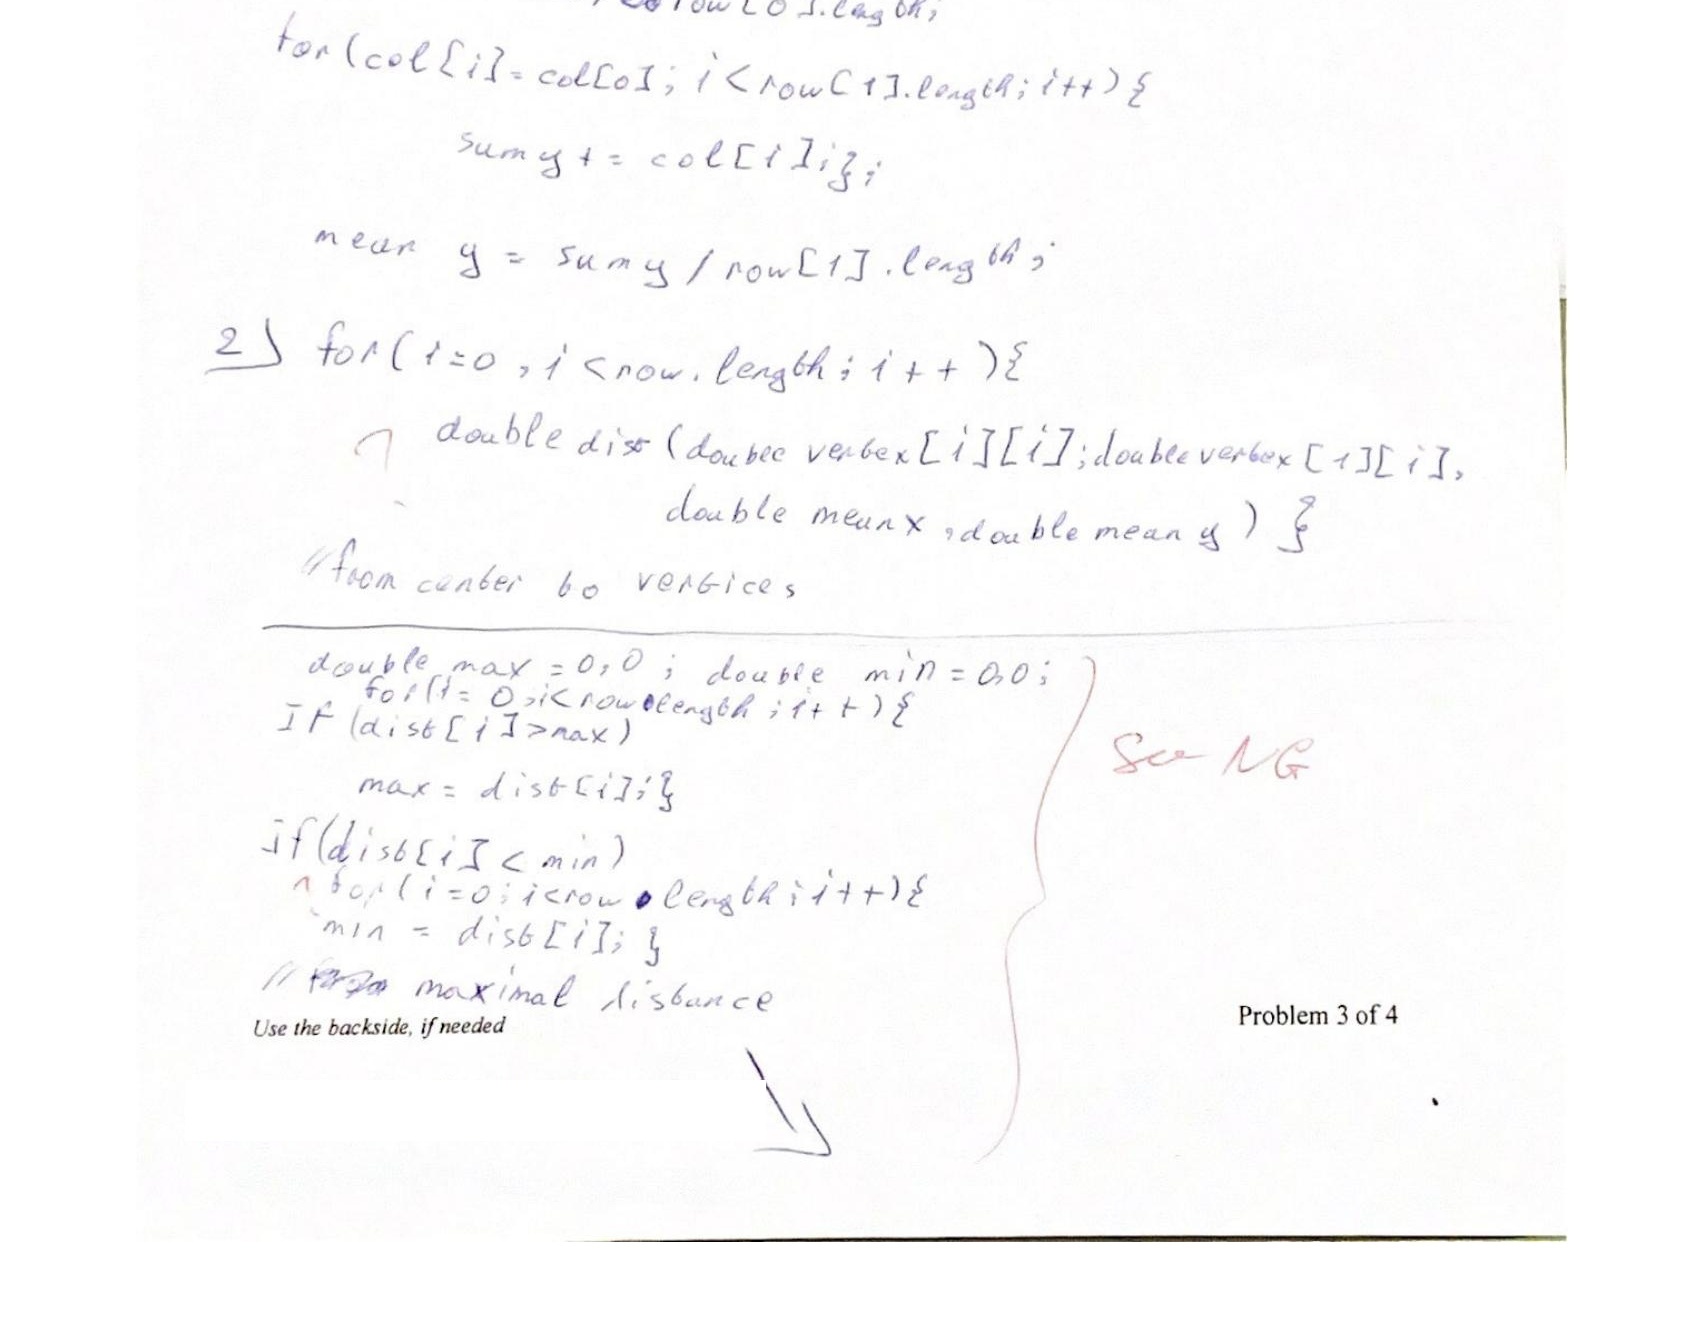 row[0].length;
for(col[i]=col[0]; i<row[1].length; i++){
sumy += col[i];};
mean y = sumy / row[1].length;
2) for(i=0, i<row.length; i++){
double dist (doubec vertex[i][i]; double vertex[1][i],
double meanx, double mean y) }
//from center to vertices
double max = 0,0; double min = 0,0;
for(i= 0; i<row.length; i++){
If (dist[i]>max)
max = dist[i];}
See NG
if(dist[i] < min)
for(i=0; i<row.length; i++){
min = dist[i]; }
// maximal distance
Use the backside, if needed
Problem 3 of 4